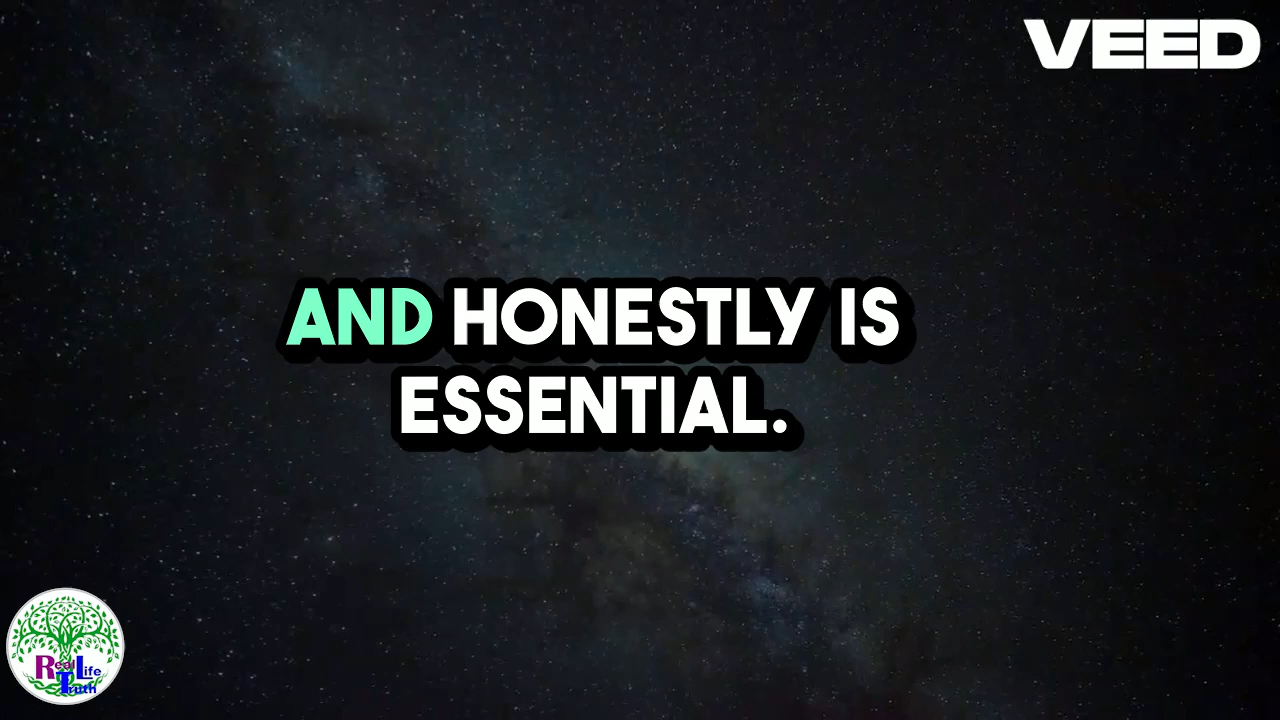 VEED
AND HONESTLY IS
ESSENTIAL.
Real Life
Truth